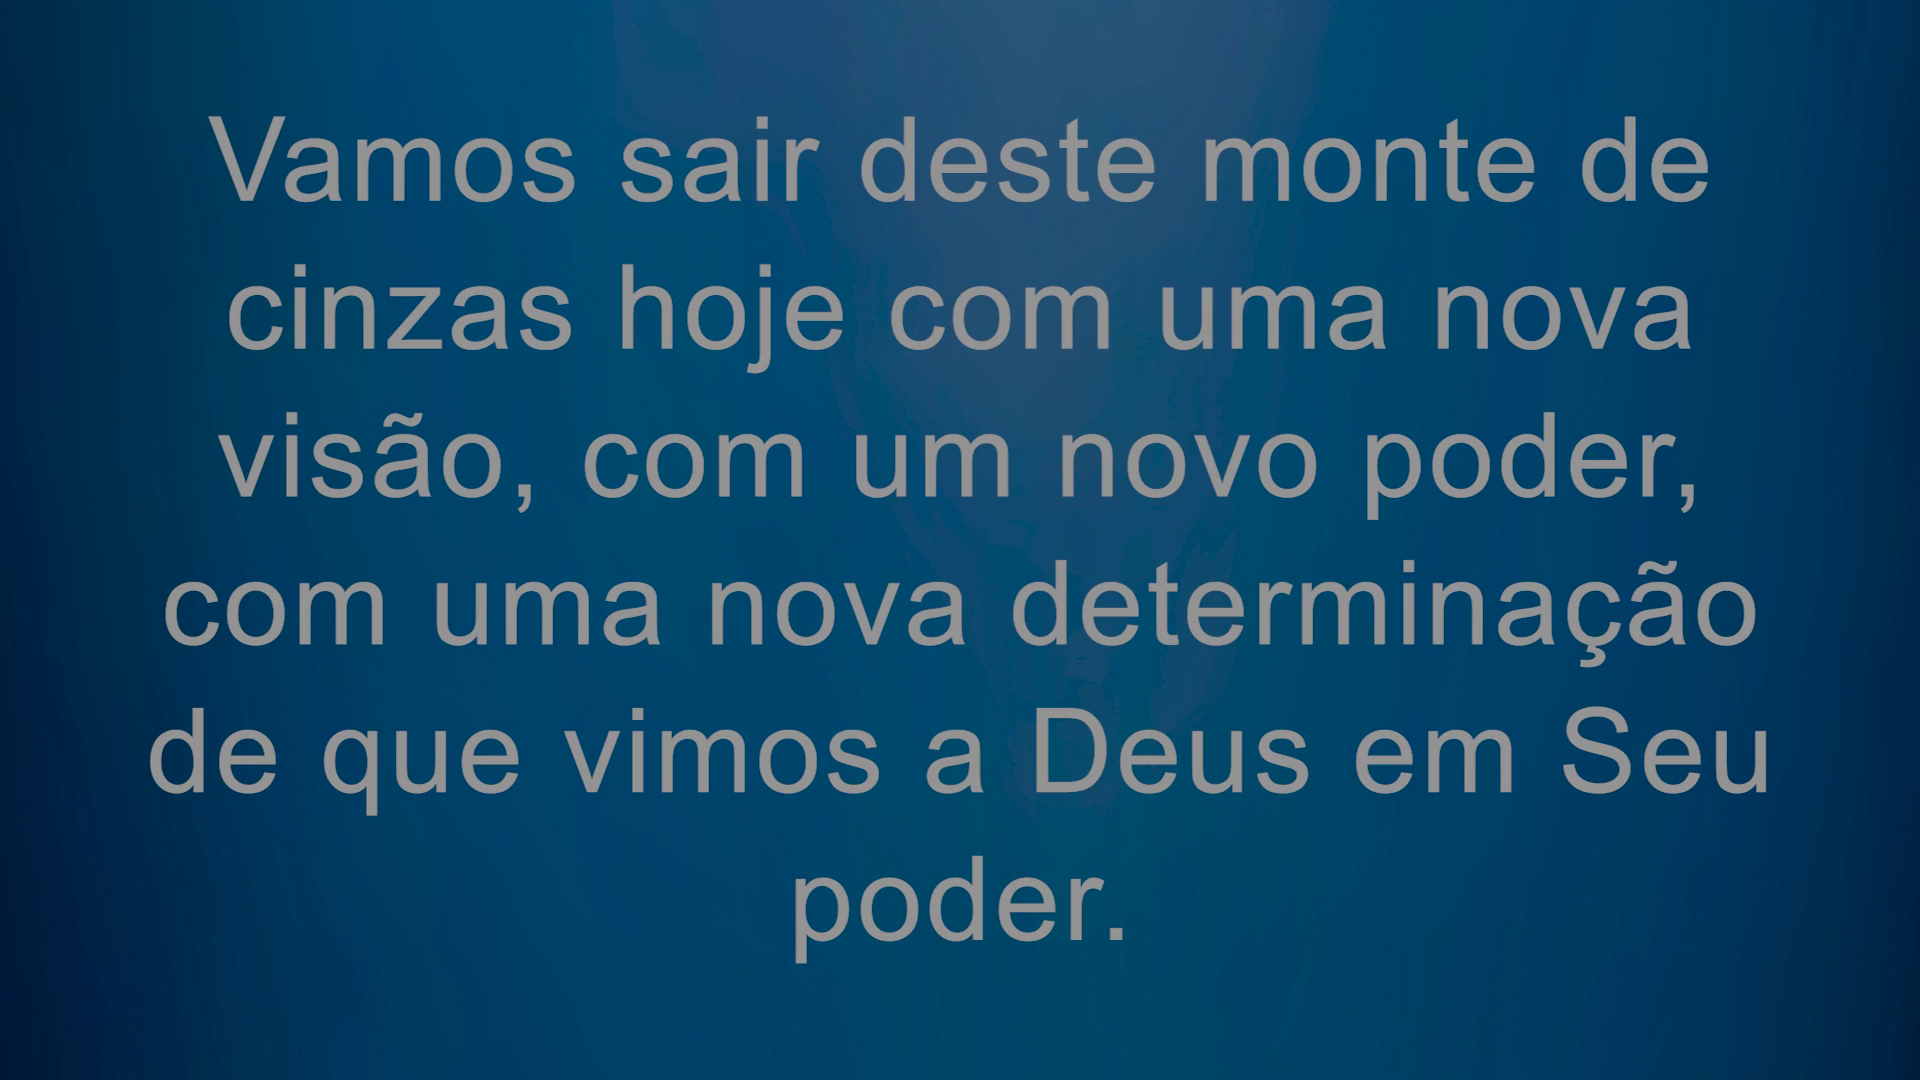 Vamos sair deste monte de
cinzas hoje com uma nova
visão, com um novo poder,
com uma nova determinação
de que vimos a Deus em Seu
poder.